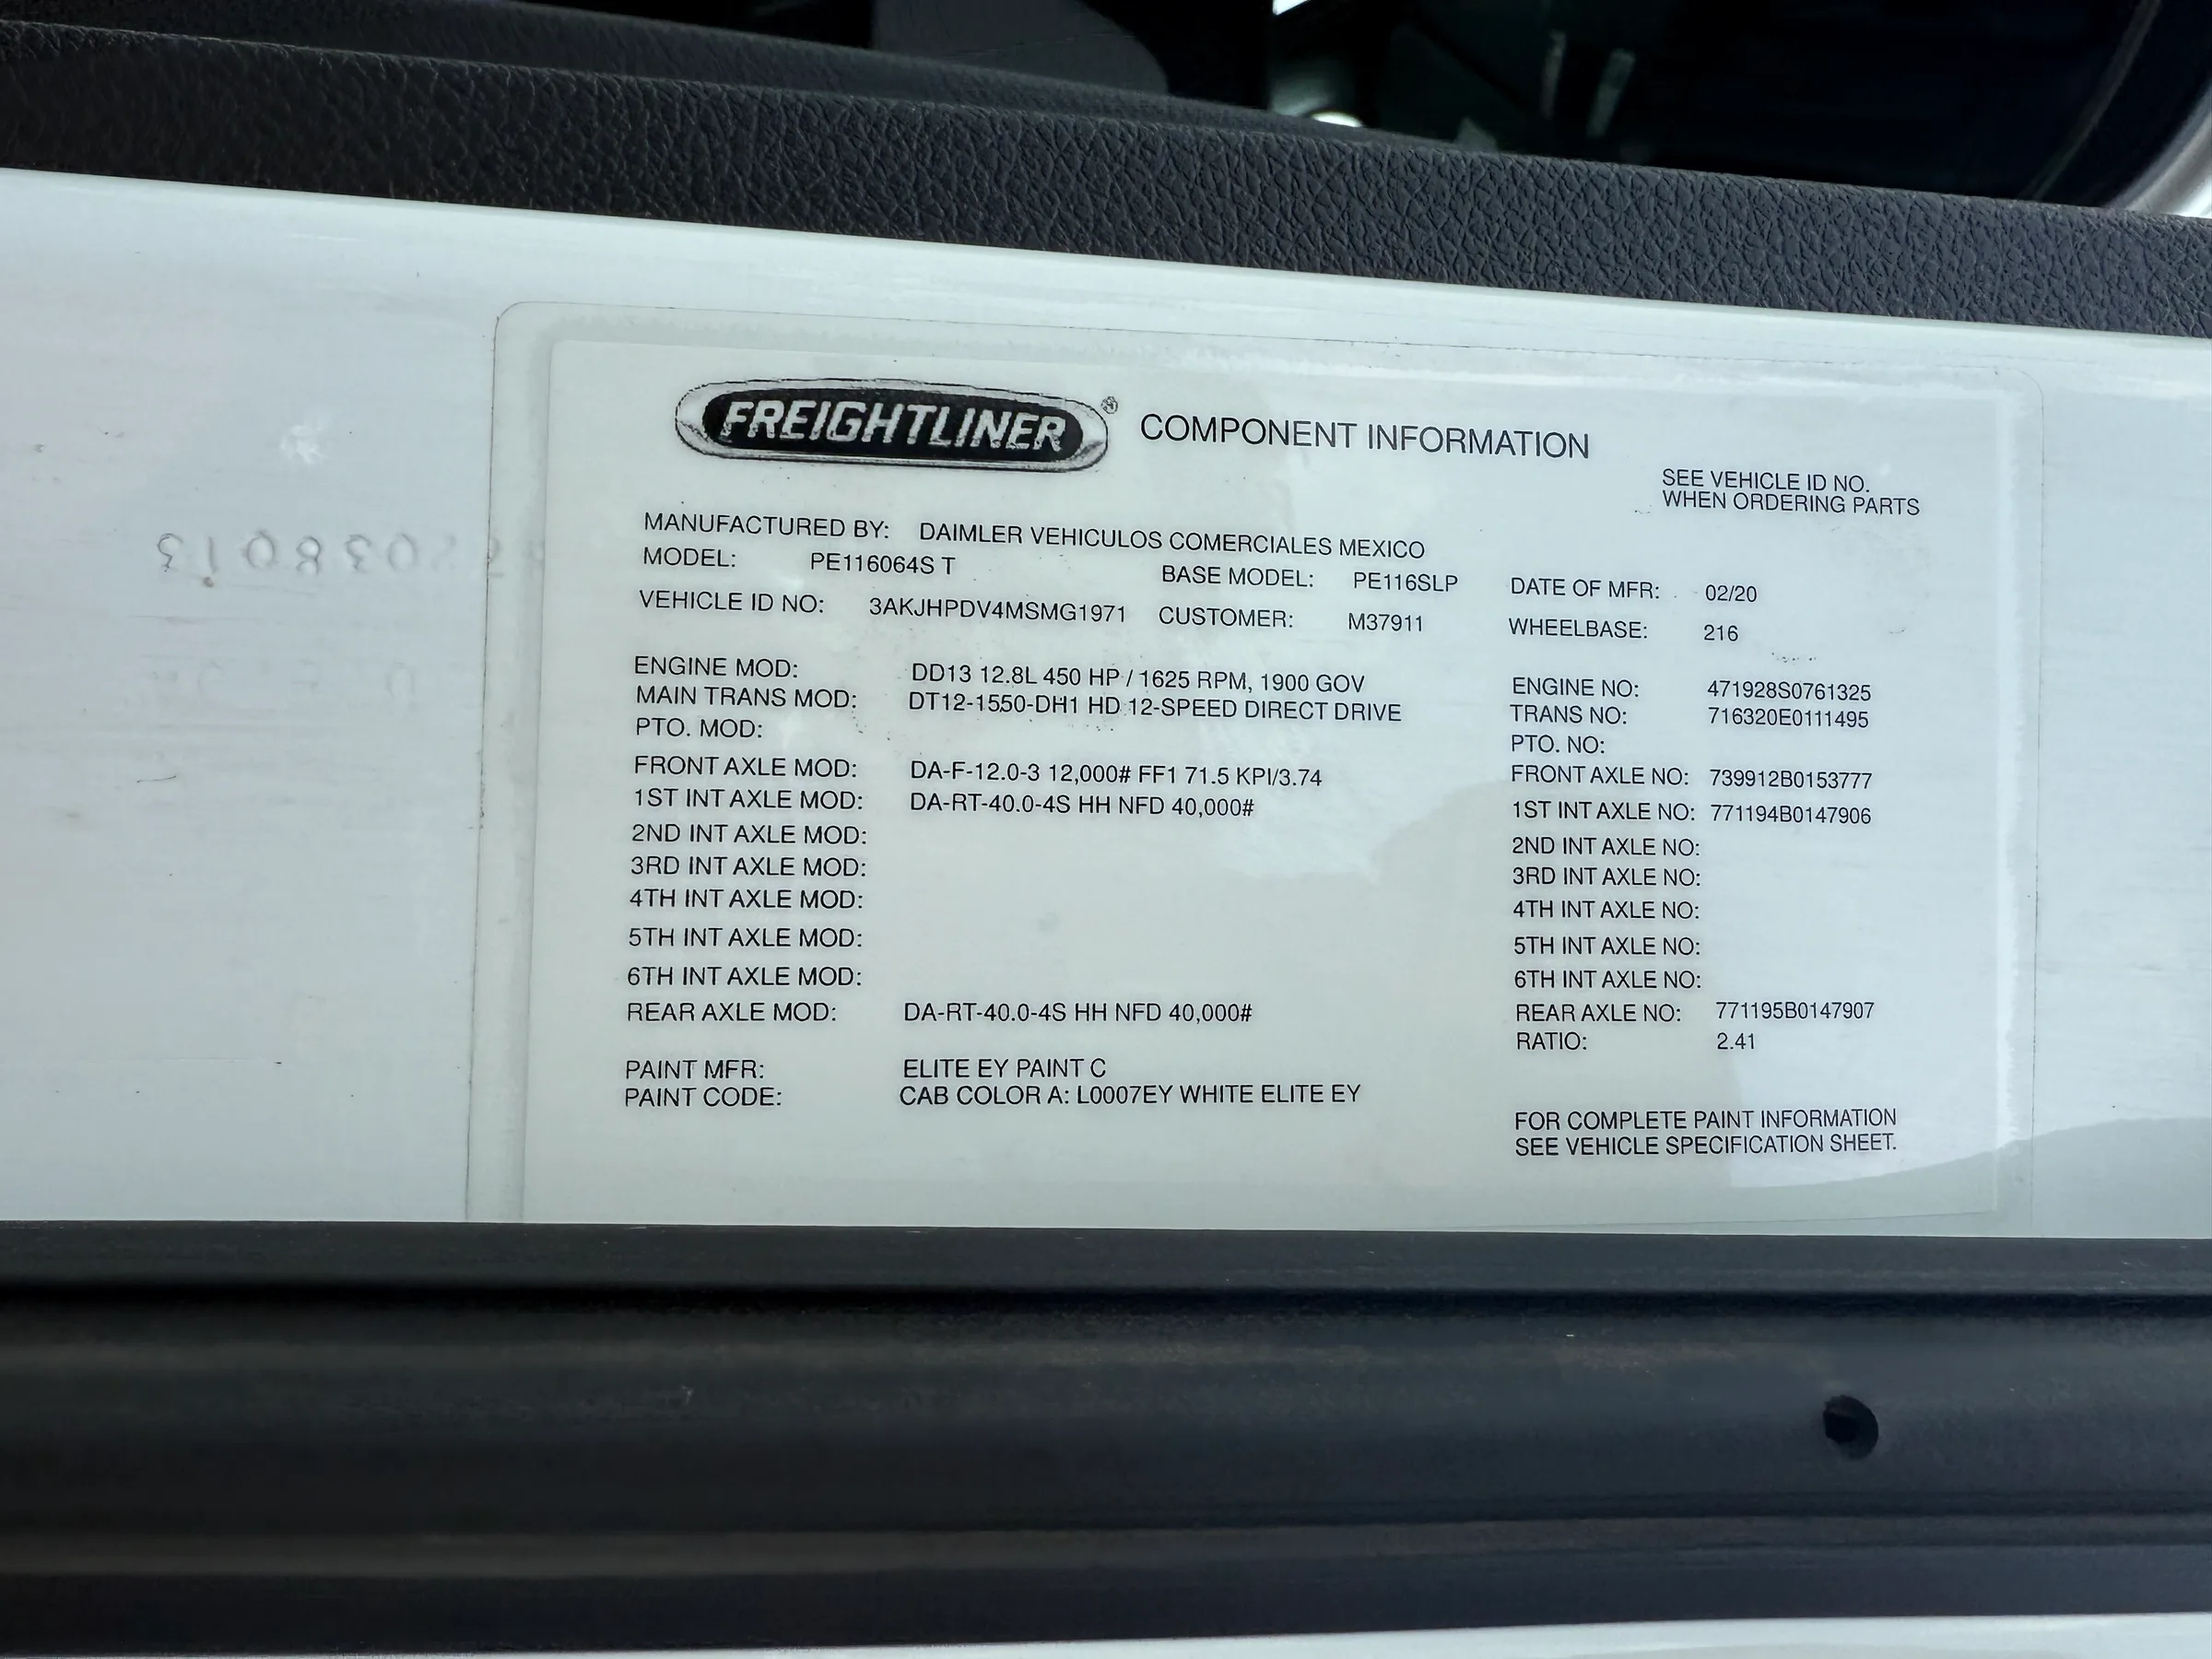 FREIGHTLINER® COMPONENT INFORMATION
SEE VEHICLE ID NO.
WHEN ORDERING PARTS
MANUFACTURED BY: DAIMLER VEHICULOS COMERCIALES MEXICO
MODEL: PE116064S T BASE MODEL: PE116SLP DATE OF MFR: 02/20
VEHICLE ID NO: 3AKJHPDV4MSMG1971 CUSTOMER: M37911 WHEELBASE: 216
ENGINE MOD: DD13 12.8L 450 HP / 1625 RPM, 1900 GOV ENGINE NO: 471928S0761325
MAIN TRANS MOD: DT12-1550-DH1 HD 12-SPEED DIRECT DRIVE TRANS NO: 716320E0111495
PTO. MOD: PTO. NO:
FRONT AXLE MOD: DA-F-12.0-3 12,000# FF1 71.5 KPI/3.74 FRONT AXLE NO: 739912B0153777
1ST INT AXLE MOD: DA-RT-40.0-4S HH NFD 40,000# 1ST INT AXLE NO: 771194B0147906
2ND INT AXLE MOD: 2ND INT AXLE NO:
3RD INT AXLE MOD: 3RD INT AXLE NO:
4TH INT AXLE MOD: 4TH INT AXLE NO:
5TH INT AXLE MOD: 5TH INT AXLE NO:
6TH INT AXLE MOD: 6TH INT AXLE NO:
REAR AXLE MOD: DA-RT-40.0-4S HH NFD 40,000# REAR AXLE NO: 771195B0147907
RATIO: 2.41
PAINT MFR: ELITE EY PAINT C
PAINT CODE: CAB COLOR A: L0007EY WHITE ELITE EY
FOR COMPLETE PAINT INFORMATION
SEE VEHICLE SPECIFICATION SHEET.